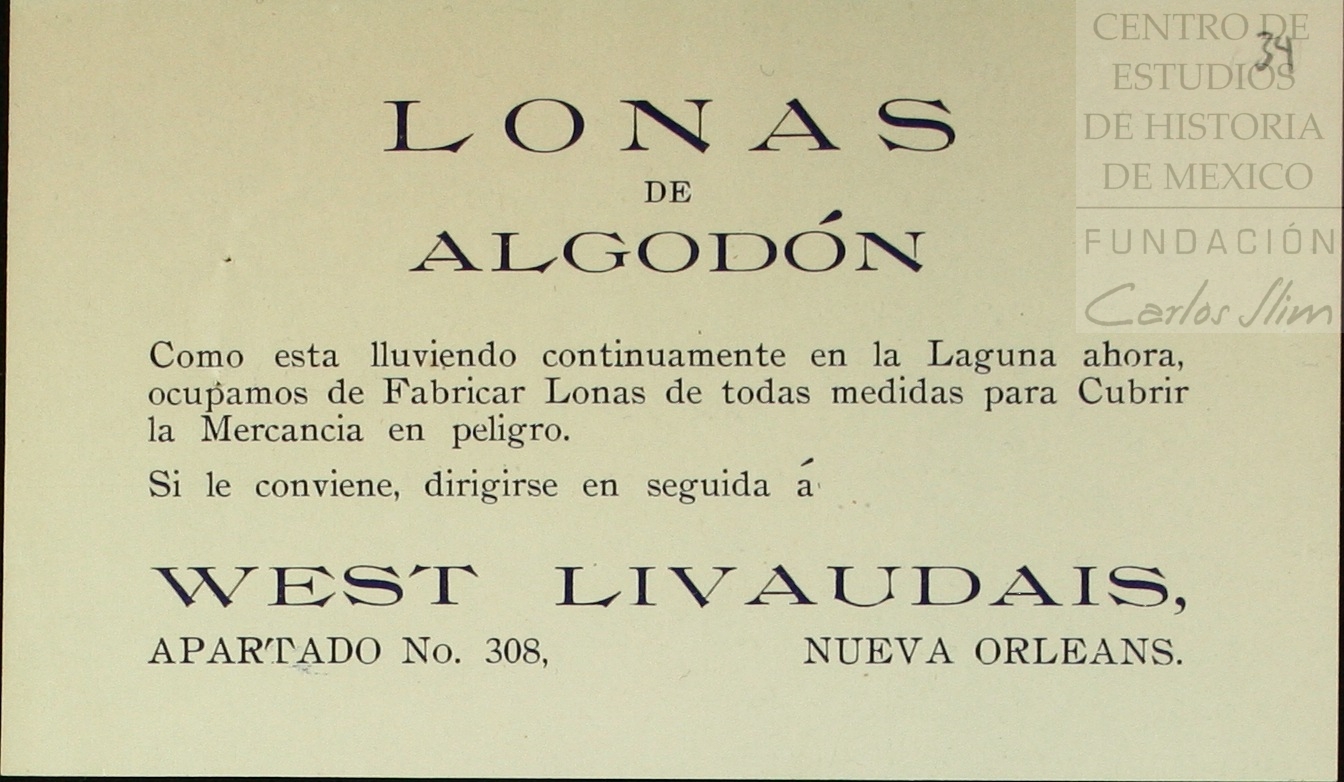 LONAS
DE
ALGODÓN
Como esta lluviendo continuamente en la Laguna ahora,
ocupamos de Fabricar Lonas de todas medidas para Cubrir
la Mercancia en peligro.
Si le conviene, dirigirse en seguida á
WEST LIVAUDAIS,
APARTADO No. 308, NUEVA ORLEANS.
34
CENTRO DE
ESTUDIOS
DE HISTORIA
DE MEXICO
FUNDACIÓN
Carlos Slim